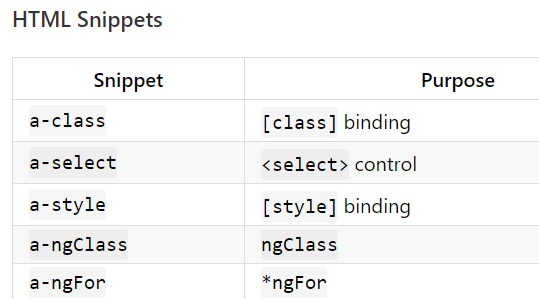 HTML Snippets
Snippet Purpose
a-class [class] binding
a-select <select> control
a-style [style] binding
a-ngClass ngClass
a-ngFor *ngFor